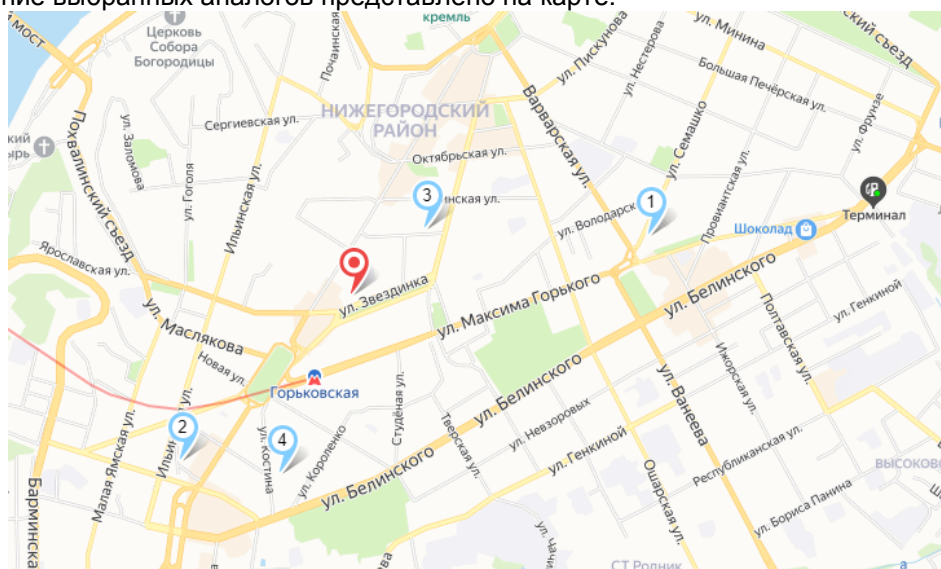 ние выбранных аналогов представлено на карте.
мост
Церковь
Собора
Богородицы
кремль
Почаинская
ул. Пискунова
ул. Нестерова
ул. Минина
Большая Печёрская ул.
ул. Фрунзе
Сергиевская ул.
НИЖЕГОРОДСКИЙ
РАЙОН
Варварская ул.
ул. Семашко
Похвалинский съезд
ул. Заломова
ул. Гоголя
Ильинская ул.
Октябрьская ул.
3
инская ул.
1
ул. Володарск
Провиантская ул.
Шоколад
Терминал
Ярославская ул.
ул. Звездинка
ул. Максима Горького
ул. Белинского
ул. Маслякова
Новая ул.
Горьковская
Студёная ул.
Тверская ул.
ул. Белинского
ул. Невзоровых
ул. Генкиной
ул. Ванеева
Ижорская ул.
Полтавская ул.
ул. Генкиной
2
4
Малая Ямская ул.
ул. Костина
ул. Короленко
ул. Белинского
Ошарская ул.
Республиканская ул.
ул. Бориса Панина
СТ Родник